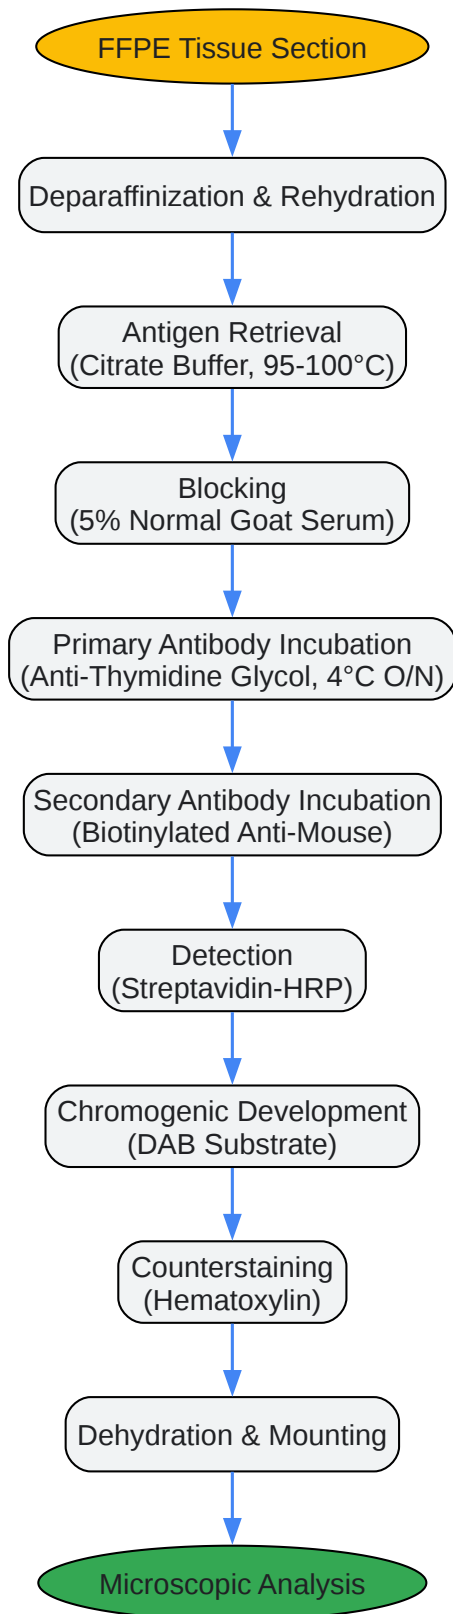 FFPE Tissue Section
Deparaffinization & Rehydration
Antigen Retrieval
(Citrate Buffer, 95-100°C)
Blocking
(5% Normal Goat Serum)
Primary Antibody Incubation
(Anti-Thymidine Glycol, 4°C O/N)
Secondary Antibody Incubation
(Biotinylated Anti-Mouse)
Detection
(Streptavidin-HRP)
Chromogenic Development
(DAB Substrate)
Counterstaining
(Hematoxylin)
Dehydration & Mounting
Microscopic Analysis